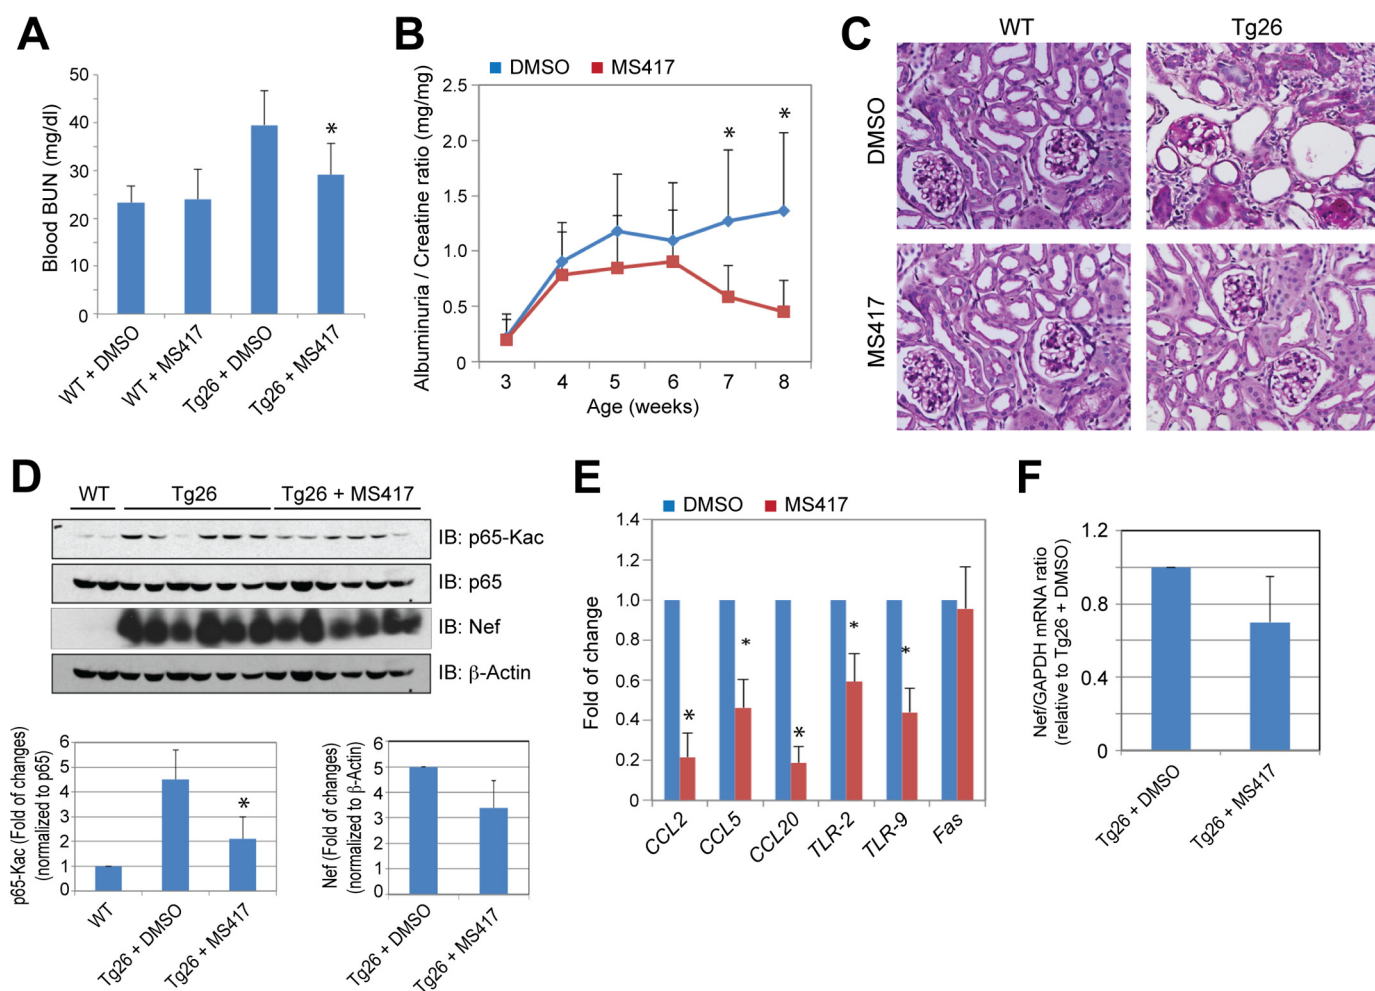 A
Blood BUN (mg/dl)
50
40
30
20
10
0
*
WT + DMSO
WT + MS417
Tg26 + DMSO
Tg26 + MS417
B
DMSO
MS417
Albuminuria / Creatine ratio (mg/mg)
2.5
2.0
1.5
1.0
0.5
0
* *
3 4 5 6 7 8
Age (weeks)
C
WT
Tg26
DMSO
MS417
D
WT
Tg26
Tg26 + MS417
IB: p65-Kac
IB: p65
IB: Nef
IB: β-Actin
p65-Kac (Fold of changes)
(normalized to p65)
6
5
4
3
2
1
0
*
WT
Tg26 + DMSO
Tg26 + MS417
Nef (Fold of changes)
(normalized to β-Actin)
6
5
4
3
2
1
0
Tg26 + DMSO
Tg26 + MS417
E
DMSO
MS417
Fold of change
1.4
1.2
1.0
0.8
0.6
0.4
0.2
0
* * * * *
CCL2
CCL5
CCL20
TLR-2
TLR-9
Fas
F
Nef/GAPDH mRNA ratio
(relative to Tg26 + DMSO)
1.2
0.8
0.4
0
Tg26 + DMSO
Tg26 + MS417